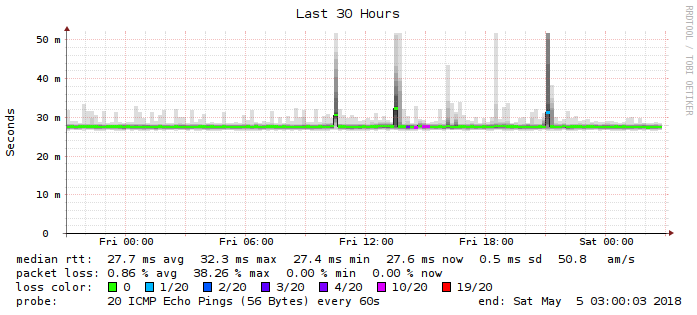 Last 30 Hours
RRDTOOL / TOBI OETIKER
Seconds
50 m
40 m
30 m
20 m
10 m
0
Fri 00:00 Fri 06:00 Fri 12:00 Fri 18:00 Sat 00:00
median rtt: 27.7 ms avg 32.3 ms max 27.4 ms min 27.6 ms now 0.5 ms sd 50.8 am/s
packet loss: 0.86 % avg 38.26 % max 0.00 % min 0.00 % now
loss color: 0 1/20 2/20 3/20 4/20 10/20 19/20
probe: 20 ICMP Echo Pings (56 Bytes) every 60s end: Sat May 5 03:00:03 2018